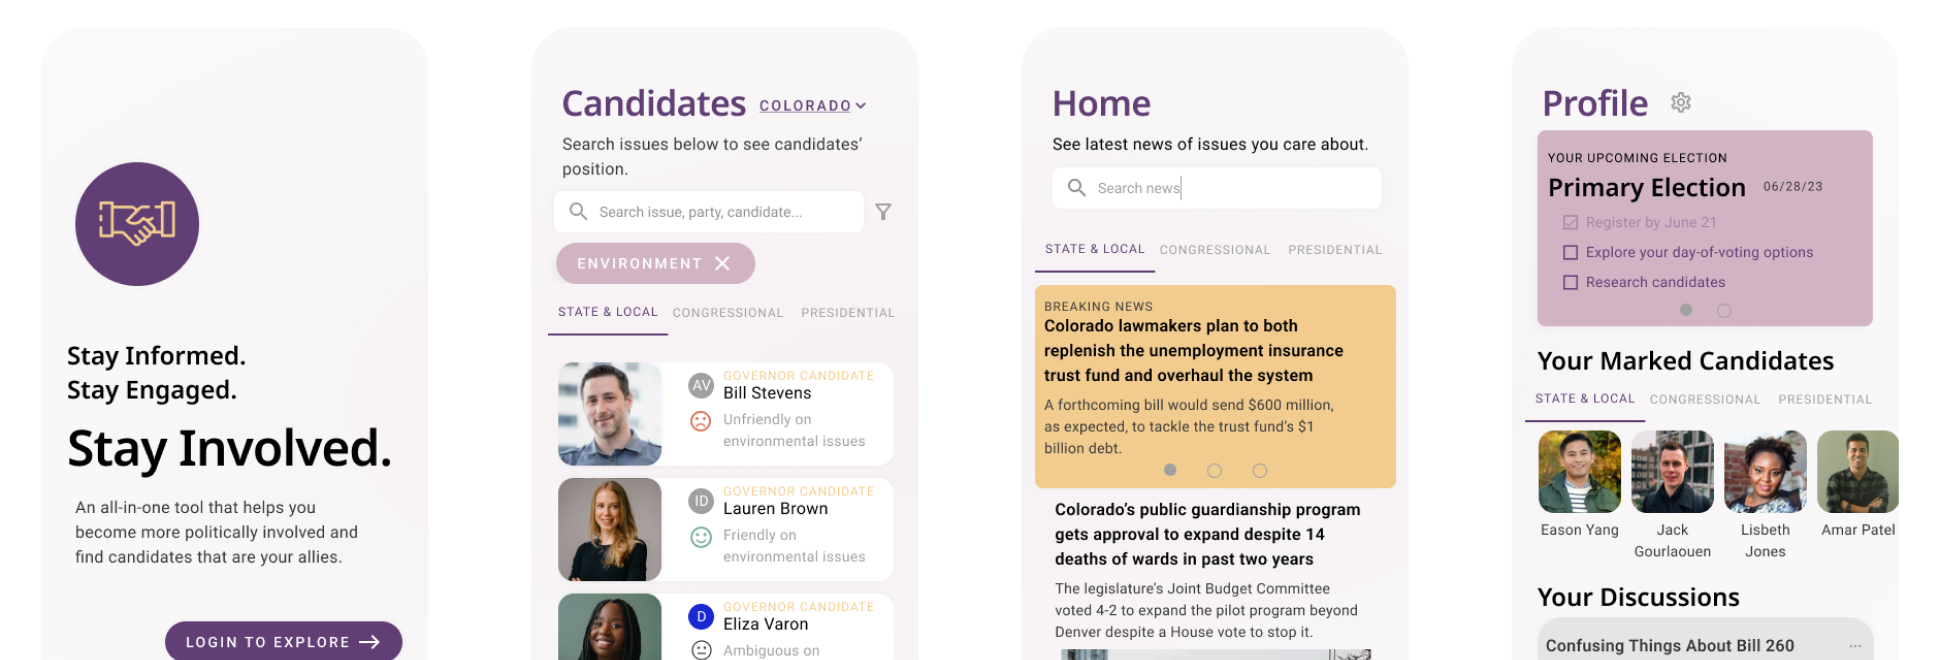 Stay Informed.
Stay Engaged.
Stay Involved.
An all-in-one tool that helps you
become more politically involved and
find candidates that are your allies.
LOGIN TO EXPLORE
Candidates COLORADO
Search issues below to see candidates’
position.
Search issue, party, candidate...
ENVIRONMENT
STATE & LOCAL CONGRESSIONAL PRESIDENTIAL
GOVERNOR CANDIDATE
AV Bill Stevens
Unfriendly on
environmental issues
GOVERNOR CANDIDATE
ID Lauren Brown
Friendly on
environmental issues
GOVERNOR CANDIDATE
D Eliza Varon
Ambiguous on
Home
See latest news of issues you care about.
Search news
STATE & LOCAL CONGRESSIONAL PRESIDENTIAL
BREAKING NEWS
Colorado lawmakers plan to both
replenish the unemployment insurance
trust fund and overhaul the system
A forthcoming bill would send $600 million,
as expected, to tackle the trust fund’s $1
billion debt.
Colorado’s public guardianship program
gets approval to expand despite 14
deaths of wards in past two years
The legislature’s Joint Budget Committee
voted 4-2 to expand the pilot program beyond
Denver despite a House vote to stop it.
Profile
YOUR UPCOMING ELECTION
Primary Election 06/28/23
Register by June 21
Explore your day-of-voting options
Research candidates
Your Marked Candidates
STATE & LOCAL CONGRESSIONAL PRESIDENTIAL
Eason Yang
Jack
Gourlaouen
Lisbeth
Jones
Amar Patel
Your Discussions
Confusing Things About Bill 260 ...